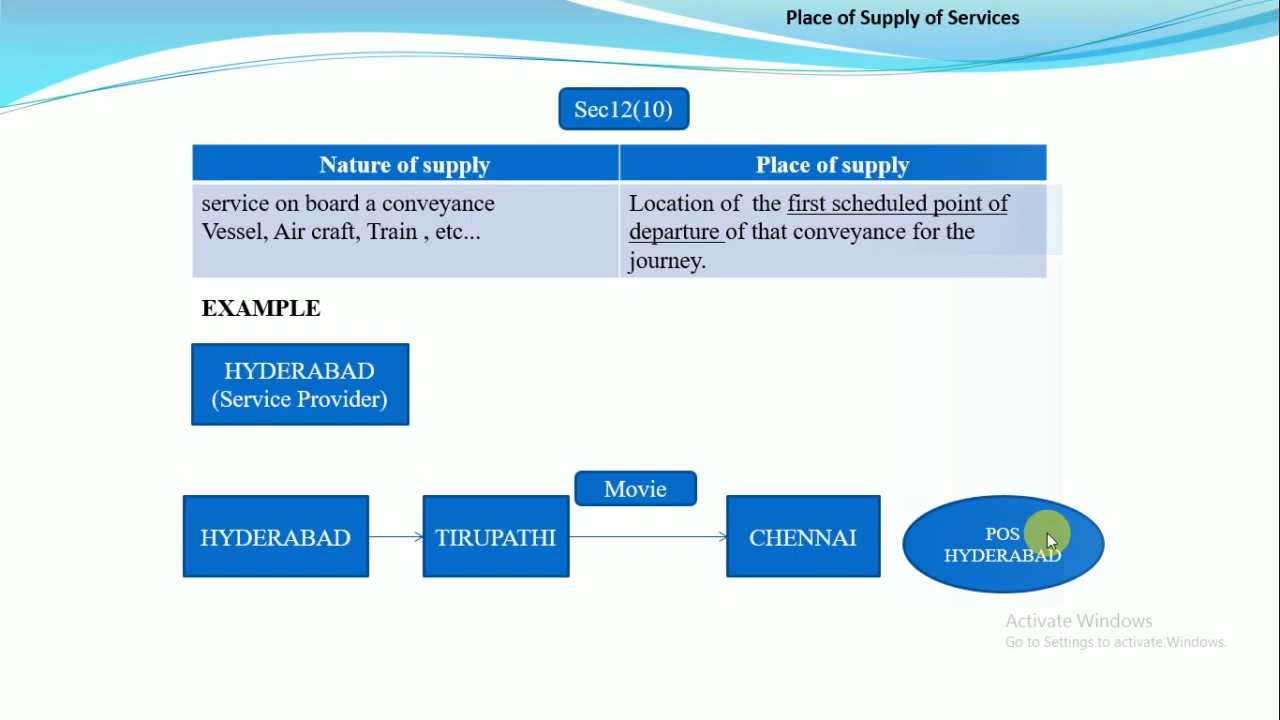 Place of Supply of Services
Sec12(10)
Nature of supply
Place of supply
service on board a conveyance
Vessel, Air craft, Train , etc...
Location of the first scheduled point of
departure of that conveyance for the
journey.
EXAMPLE
HYDERABAD
(Service Provider)
Movie
HYDERABAD
TIRUPATHI
CHENNAI
POS
HYDERABAD
Activate Windows
Go to Settings to activate Windows.